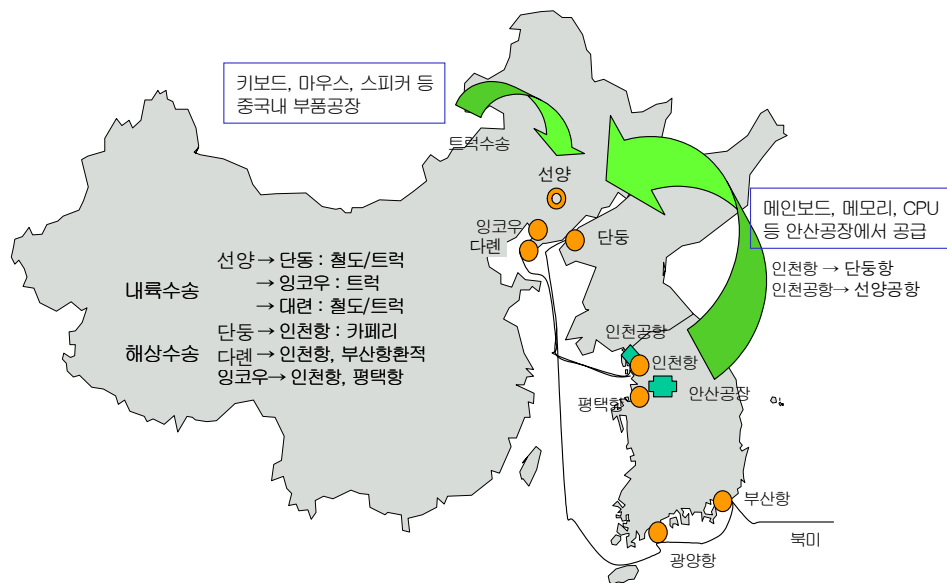 키보드, 마우스, 스피커 등
중국내 부품공장
트럭수송
선양
잉코우
다롄
단둥
메인보드, 메모리, CPU
등 안산공장에서 공급
인천항 → 단둥항
인천공항→ 선양공항
내륙수송
선양 → 단동 : 철도/트럭
→ 잉코우 : 트럭
→ 대련 : 철도/트럭
해상수송
단둥 → 인천항 : 카페리
다롄 → 인천항, 부산항환적
잉코우→ 인천항, 평택항
인천공항
인천항
안산공장
평택항
부산항
북미
광양항